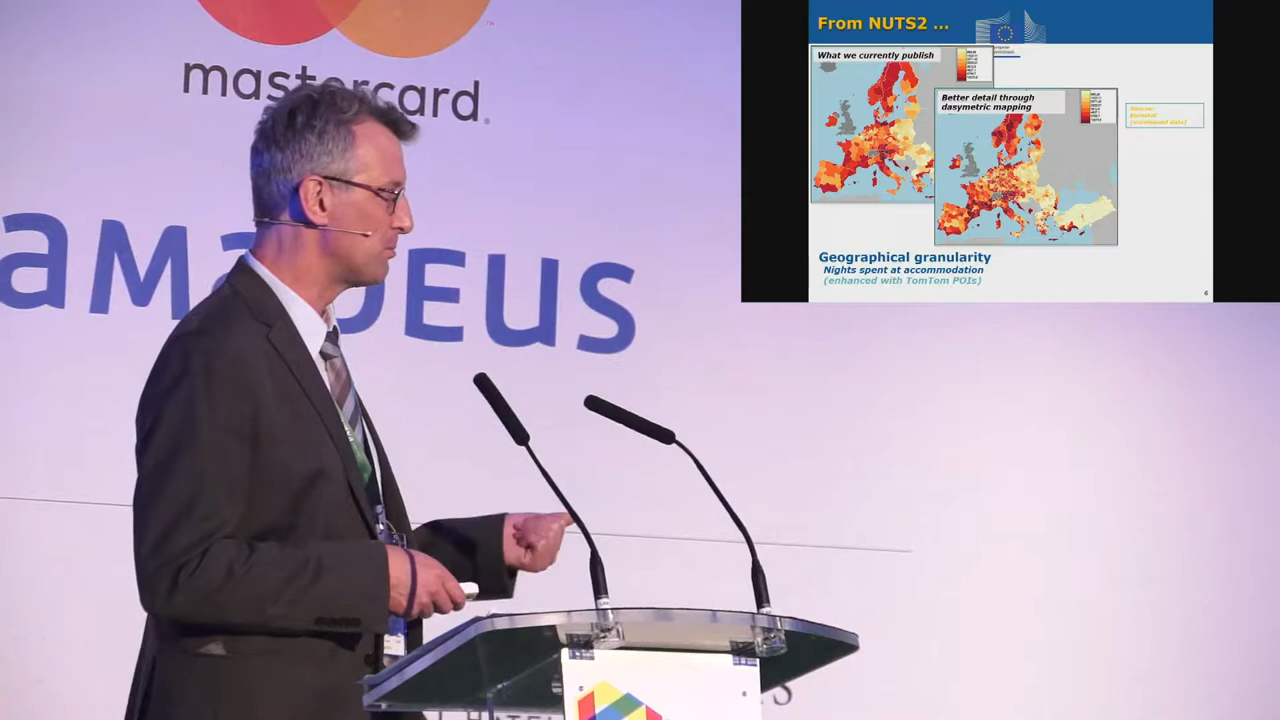 mastercard.
amadeus
From NUTS2 ...
What we currently publish
Better detail through
dasymetric mapping
Geographical granularity
Nights spent at accommodation
(enhanced with TomTom POIs)
6